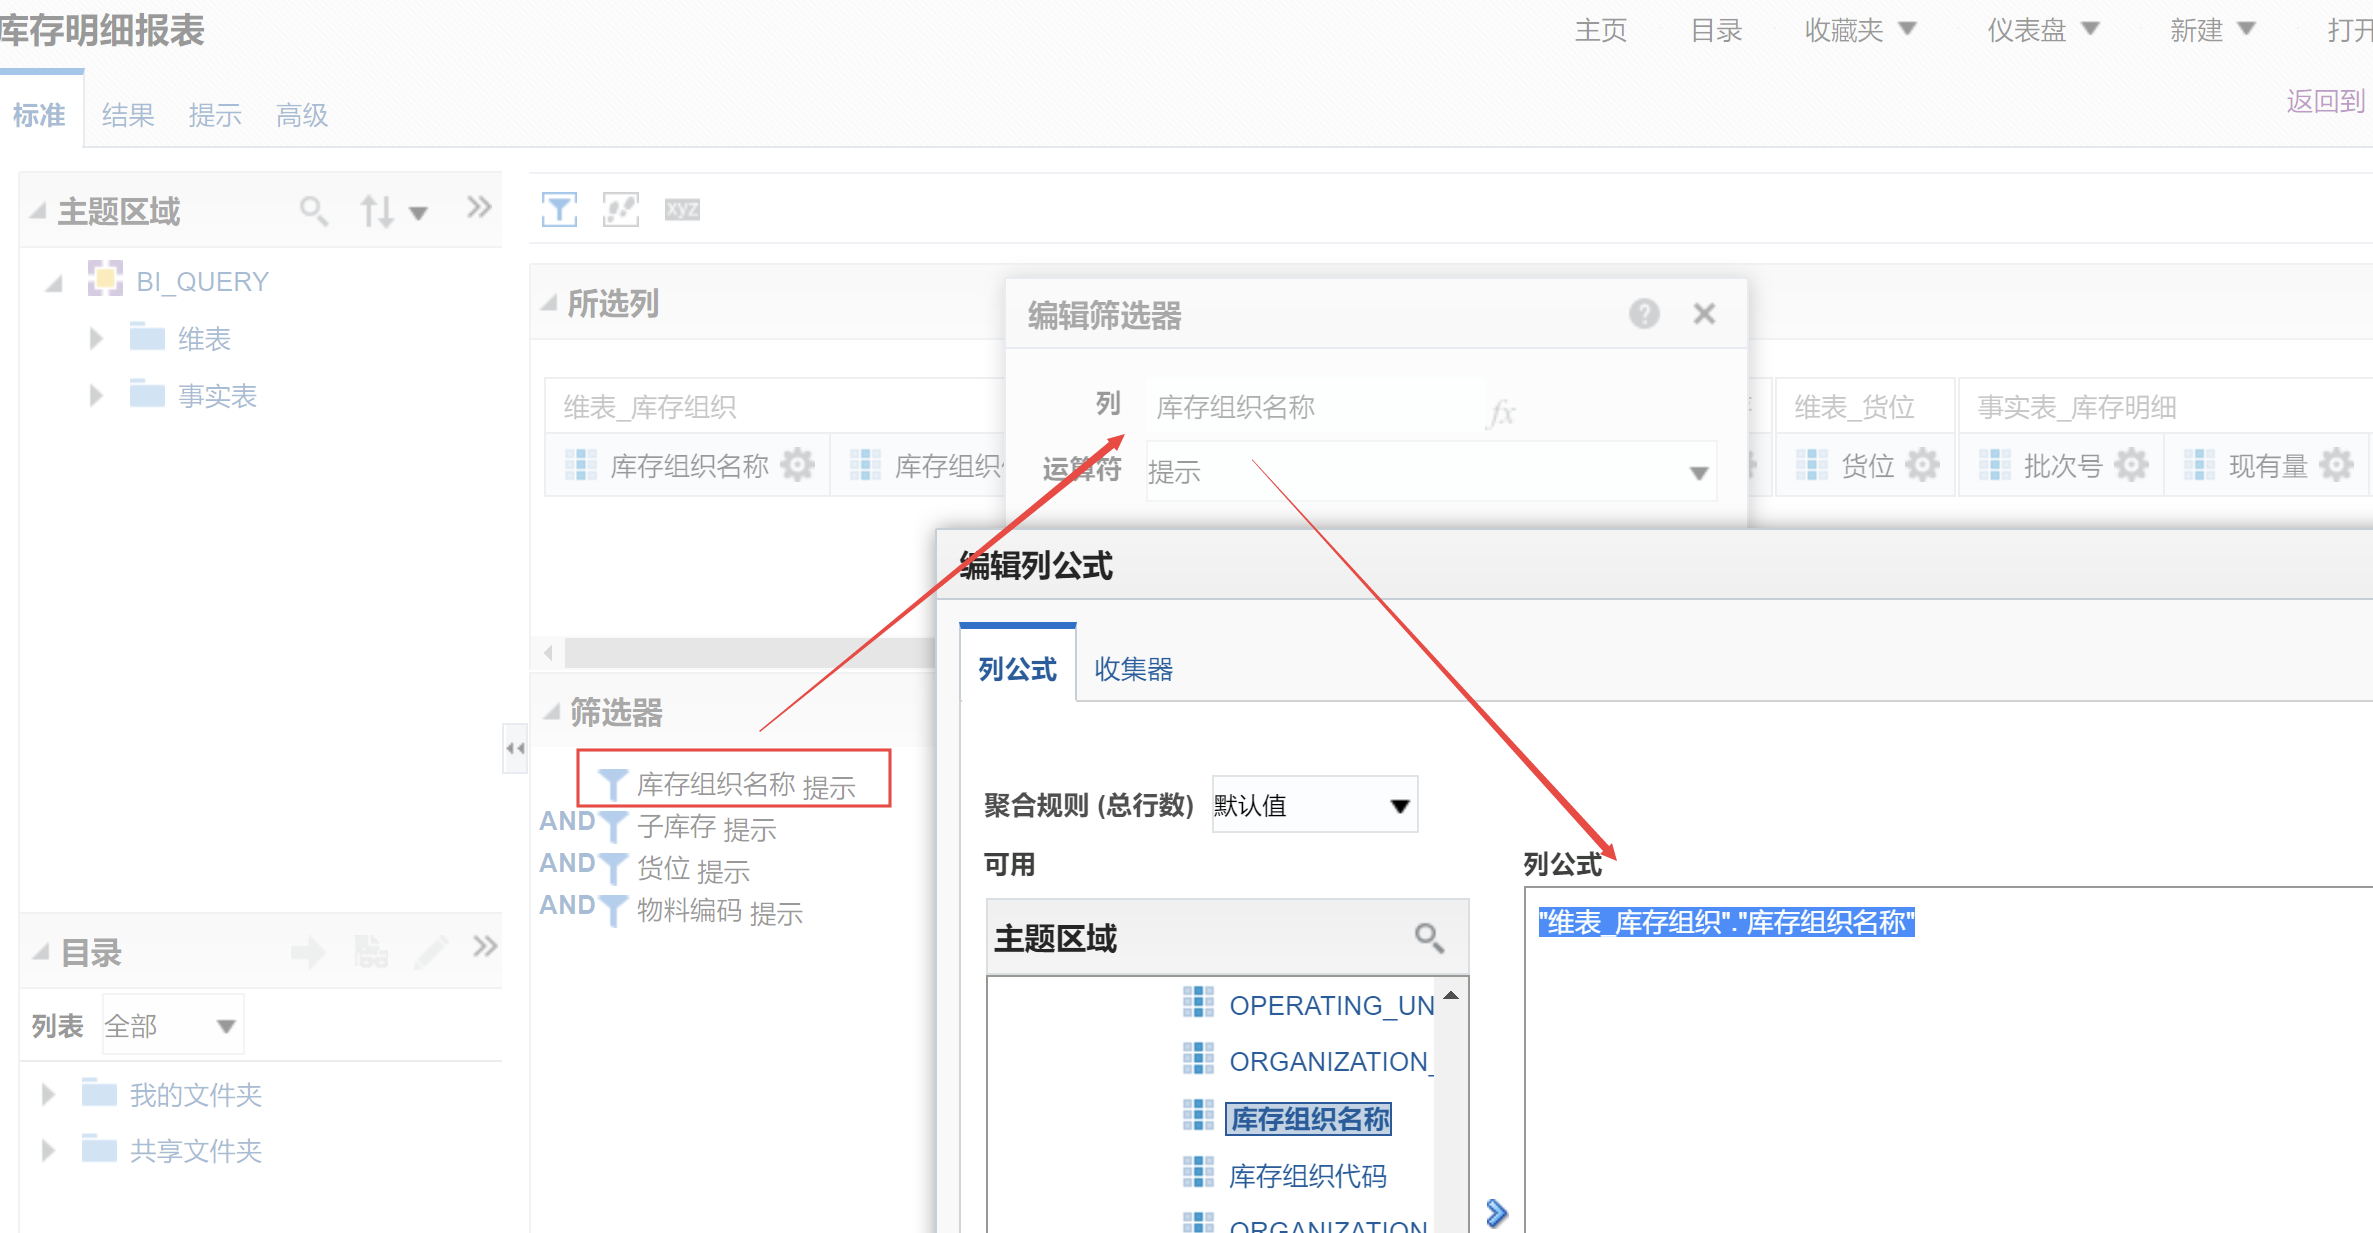 库存明细报表
主页 目录 收藏夹 仪表盘 新建 打开
标准 结果 提示 高级
返回到
主题区域
xyz
BI_QUERY
维表
事实表
所选列
维表_库存组织
库存组织名称
库存组织
维表_货位
货位
事实表_库存明细
批次号
现有量
编辑筛选器
列 库存组织名称 fx
运算符 提示
筛选器
库存组织名称 提示
AND 子库存 提示
AND 货位 提示
AND 物料编码 提示
目录
列表 全部
我的文件夹
共享文件夹
编辑列公式
列公式 收集器
聚合规则 (总行数) 默认值
可用
主题区域
OPERATING_UN
ORGANIZATION_
库存组织名称
库存组织代码
ORGANIZATION
列公式
"维表_库存组织"."库存组织名称"